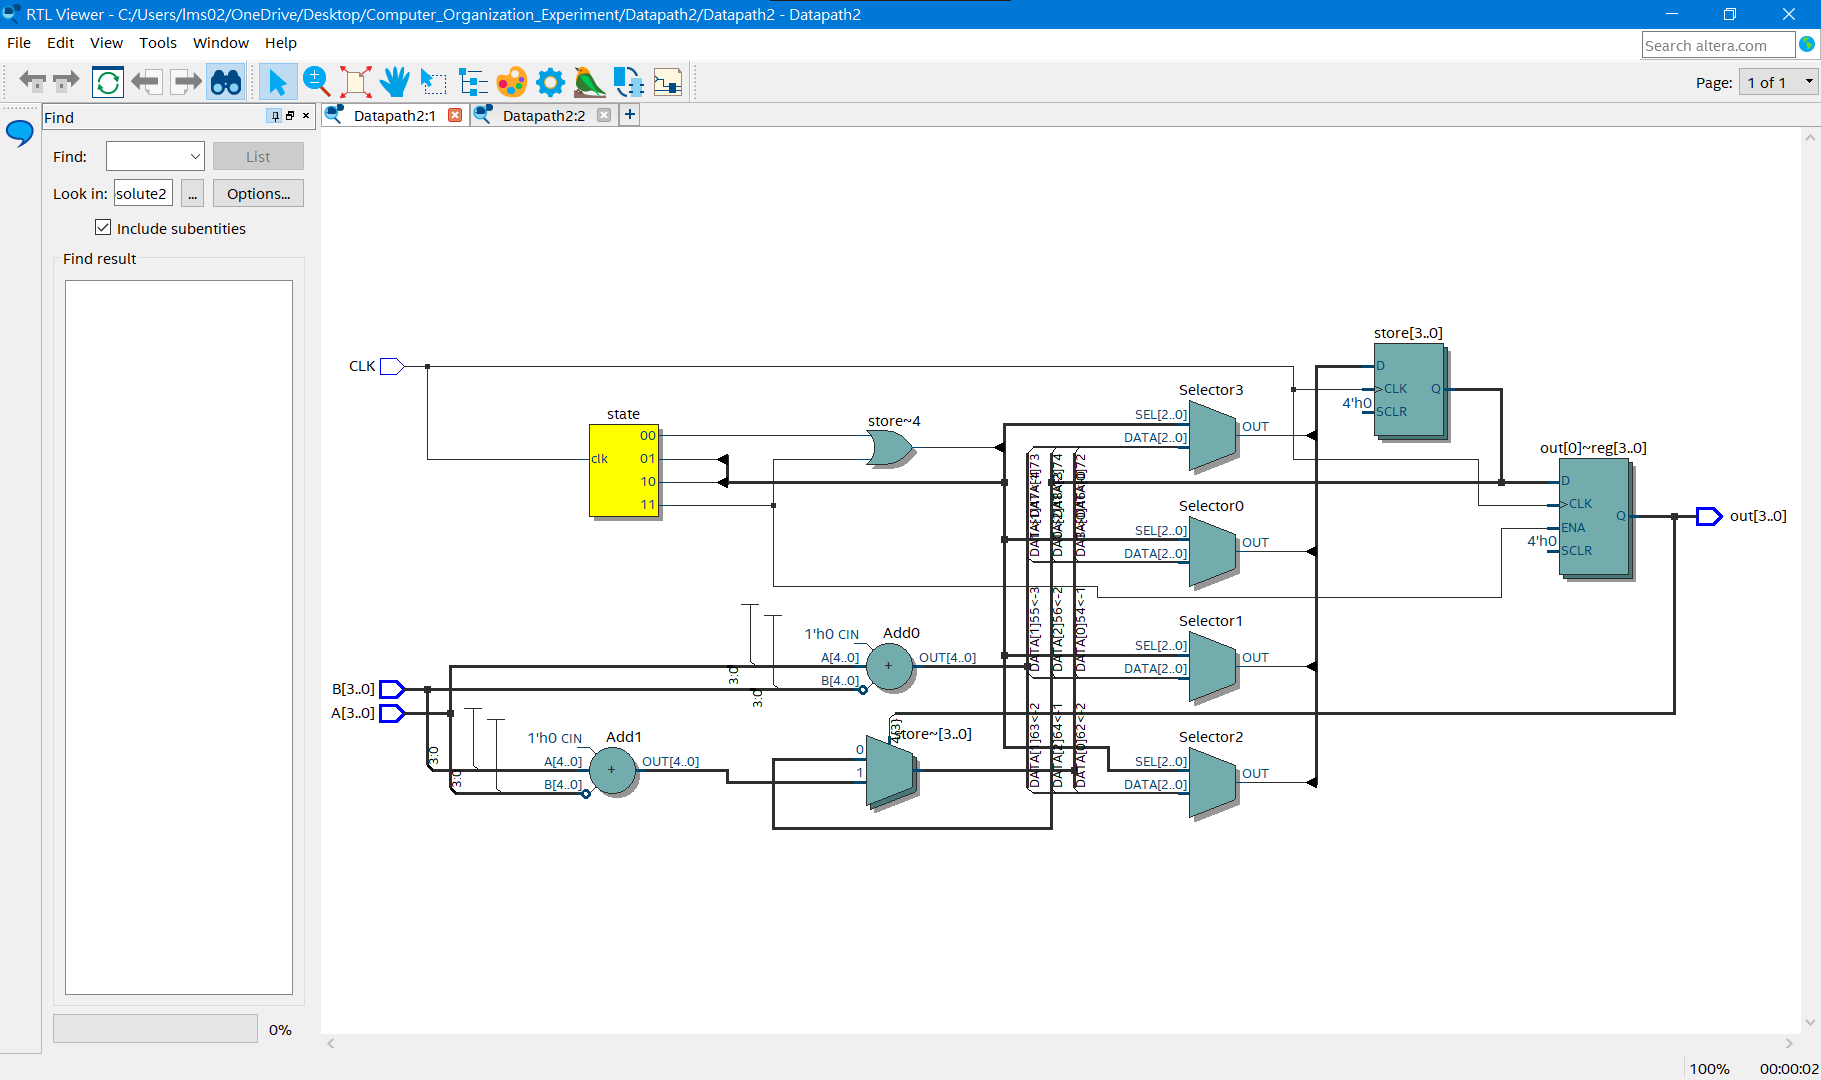 RTL Viewer - C:/Users/lms02/OneDrive/Desktop/Computer_Organization_Experiment/Datapath2/Datapath2 - Datapath2
File Edit View Tools Window Help
Search altera.com
Page: 1 of 1
Find
Datapath2:1
Datapath2:2
Find:
List
Look in:
solute2
...
Options...
Include subentities
Find result
0%
store[3..0]
D
CLK
Q
4'h0
SCLR
CLK
state
clk
00
01
10
11
store~4
Selector3
SEL[2..0]
DATA[2..0]
OUT
out[0]~reg[3..0]
D
CLK
Q
ENA
4'h0
SCLR
out[3..0]
Selector0
SEL[2..0]
DATA[2..0]
OUT
DATA[1]55<-3
DATA[2]56<-2
DATA[0]54<-1
Selector1
SEL[2..0]
DATA[2..0]
OUT
1'h0 CIN
Add0
A[4..0]
B[4..0]
+
OUT[4..0]
3:0
3:0
B[3..0]
A[3..0]
3:0
3:0
1'h0 CIN
Add1
A[4..0]
B[4..0]
+
OUT[4..0]
store~[3..0]
0
1
DATA[1]63<-2
DATA[2]64<-1
DATA[0]62<-2
Selector2
SEL[2..0]
DATA[2..0]
OUT
100%
00:00:02